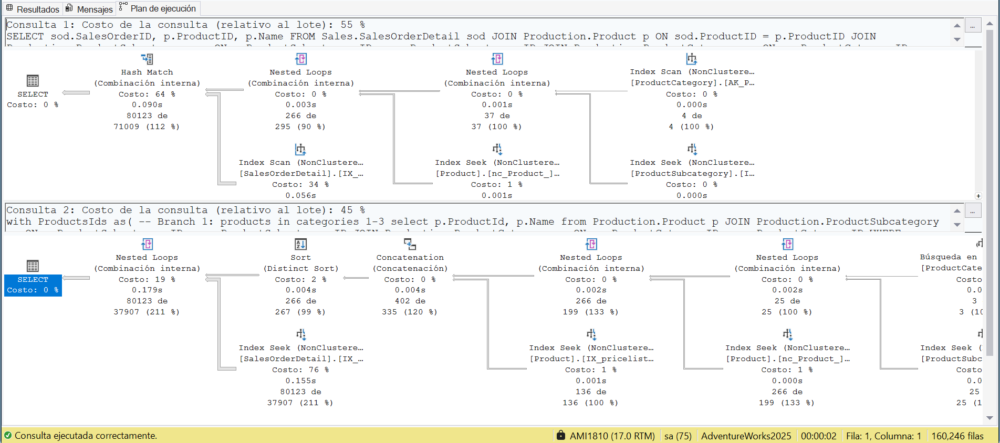 Resultados Mensajes Plan de ejecución
Consulta 1: Costo de la consulta (relativo al lote): 55 %
SELECT sod.SalesOrderID, p.ProductID, p.Name FROM Sales.SalesOrderDetail sod JOIN Production.Product p ON sod.ProductID = p.ProductID JOIN
SELECT
Costo: 0 %
Hash Match
(Combinación interna)
Costo: 64 %
0.090s
80123 de
71009 (112 %)
Nested Loops
(Combinación interna)
Costo: 0 %
0.003s
266 de
295 (90 %)
Nested Loops
(Combinación interna)
Costo: 0 %
0.001s
37 de
37 (100 %)
Index Scan (NonClustere…
[ProductCategory].[AK_P…
Costo: 0 %
0.000s
4 de
4 (100 %)
Index Scan (NonClustere…
[SalesOrderDetail].[IX_…
Costo: 34 %
0.056s
Index Seek (NonClustere…
[Product].[nc_Product_]…
Costo: 1 %
0.001s
Index Seek (NonClustere…
[ProductSubcategory].[I…
Costo: 0 %
0.000s
Consulta 2: Costo de la consulta (relativo al lote): 45 %
with ProductsIds as( -- Branch 1: products in categories 1-3 select p.ProductId, p.Name from Production.Product p JOIN Production.ProductSubcategory
SELECT
Costo: 0 %
Nested Loops
(Combinación interna)
Costo: 19 %
0.179s
80123 de
37907 (211 %)
Sort
(Distinct Sort)
Costo: 2 %
0.004s
266 de
267 (99 %)
Concatenation
(Concatenación)
Costo: 0 %
0.004s
402 de
335 (120 %)
Nested Loops
(Combinación interna)
Costo: 0 %
0.002s
266 de
199 (133 %)
Nested Loops
(Combinación interna)
Costo: 0 %
0.002s
25 de
25 (100 %)
Búsqueda en
[ProductCate
Costo
0.0
3
3 (10
Index Seek (NonClustere…
[SalesOrderDetail].[IX_…
Costo: 76 %
0.155s
80123 de
37907 (211 %)
Index Seek (NonClustere…
[Product].[IX_pricelist…
Costo: 1 %
0.001s
136 de
136 (100 %)
Index Seek (NonClustere…
[Product].[nc_Product_]…
Costo: 1 %
0.000s
266 de
199 (133 %)
Index Seek (
[ProductSubc
Costo
0.0
25
25 (1
Consulta ejecutada correctamente. AMI1810 (17.0 RTM) sa (75) AdventureWorks2025 00:00:02 Fila: 1, Columna: 1 160,246 filas